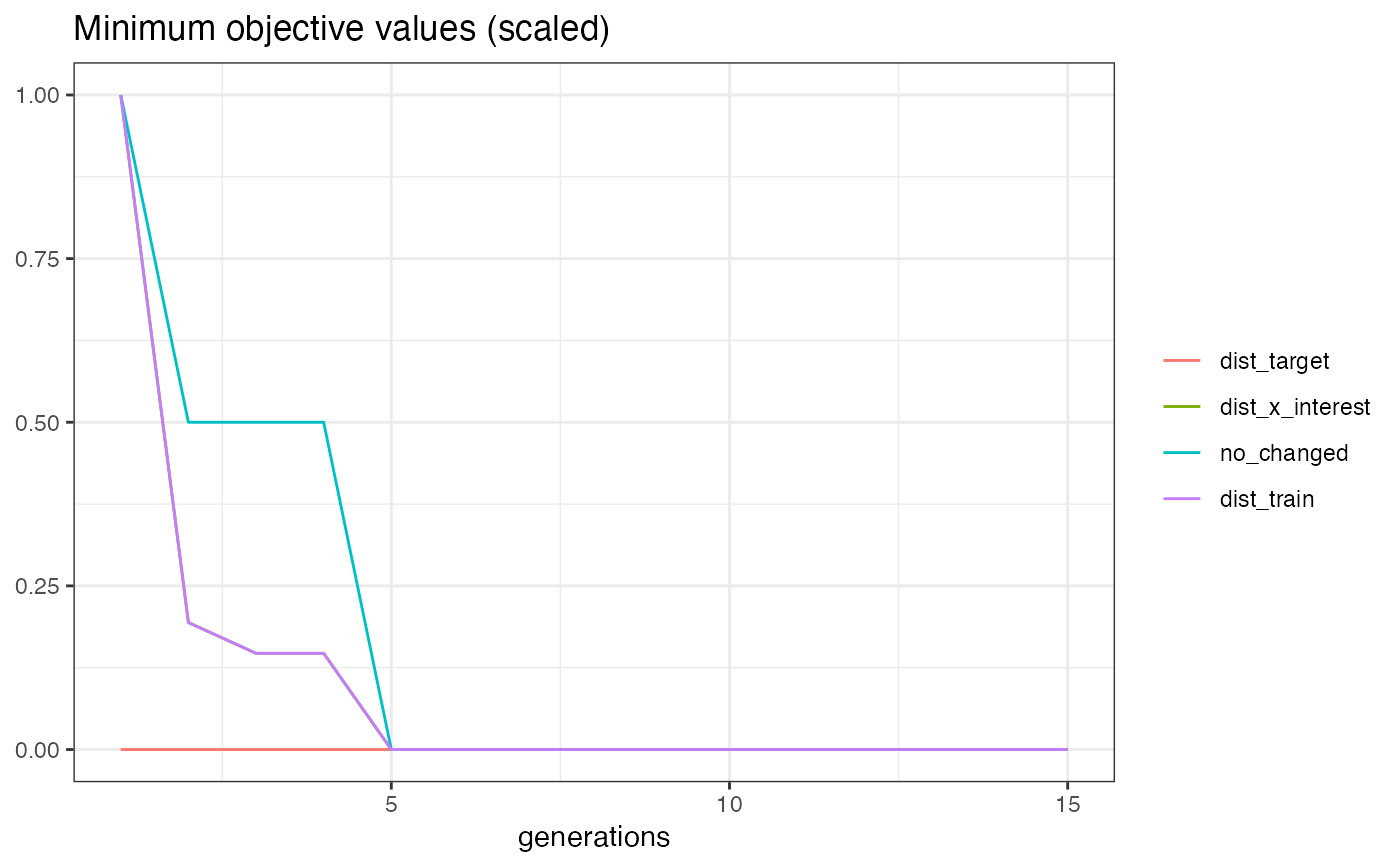 Minimum objective values (scaled)
1.00
0.75
0.50
0.25
0.00
5
10
15
generations
dist_target
dist_x_interest
no_changed
dist_train